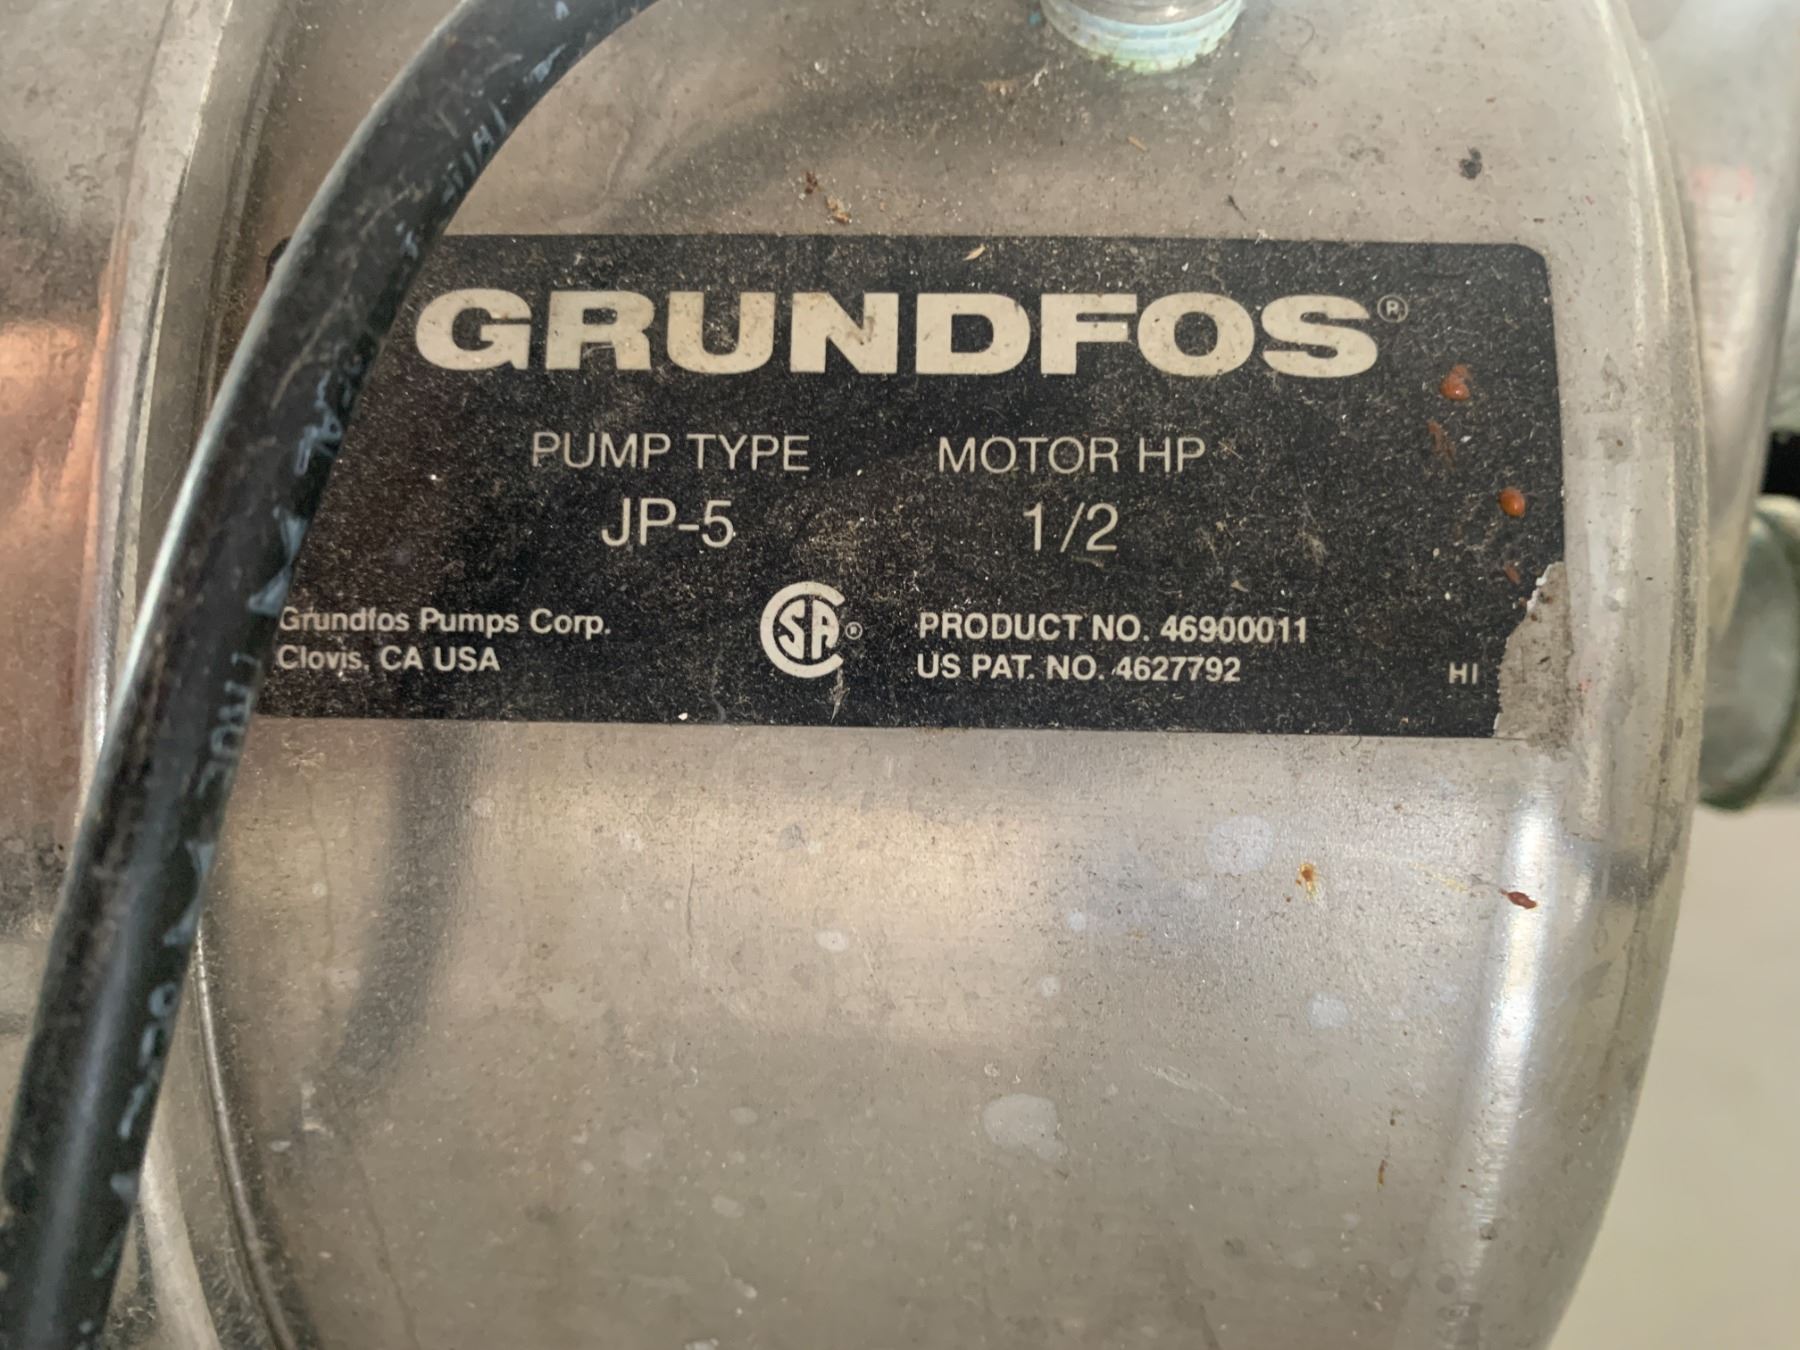 GRUNDFOS®
PUMP TYPE MOTOR HP
JP-5 1/2
Grundfos Pumps Corp.
Clovis, CA USA
CSA®
PRODUCT NO. 46900011
US PAT. NO. 4627792
HI